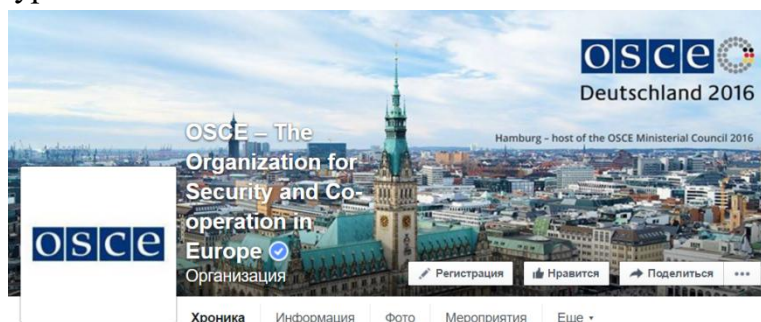 osce
Deutschland 2016
Hamburg – host of the OSCE Ministerial Council 2016
OSCE – The
Organization for
Security and Co-
operation in
Europe
Организация
osce
Регистрация
Нравится
Поделиться
Хроника Информация Фото Мероприятия Еще